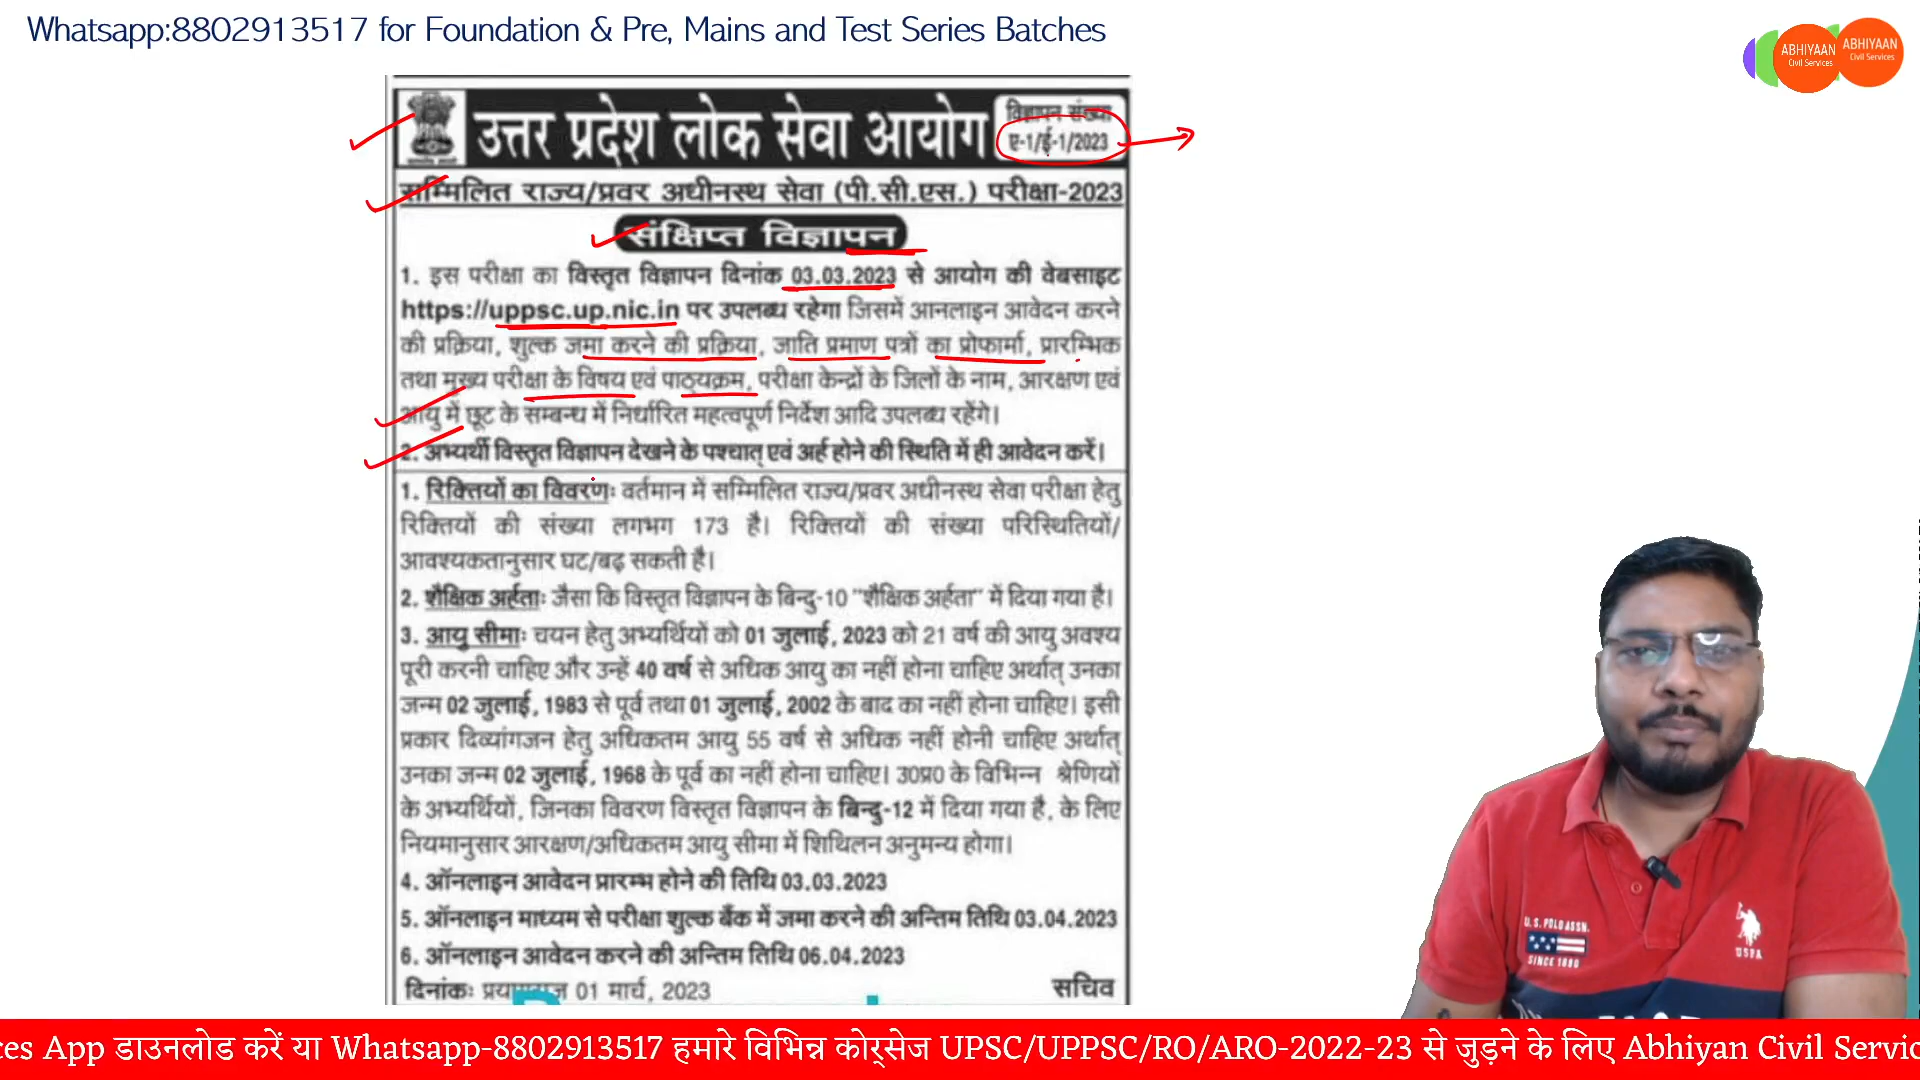 Whatsapp:8802913517 for Foundation & Pre, Mains and Test Series Batches
ABHIYAAN
Civil Services
ABHIYAAN
Civil Services
उत्तर प्रदेश लोक सेवा आयोग
विज्ञापन संख्या
ए-1/ई-1/2023
सम्मिलित राज्य/प्रवर अधीनस्थ सेवा (पी.सी.एस.) परीक्षा-2023
संक्षिप्त विज्ञापन
1. इस परीक्षा का विस्तृत विज्ञापन दिनांक 03.03.2023 से आयोग की वेबसाइट
https://uppsc.up.nic.in पर उपलब्ध रहेगा जिसमें आनलाइन आवेदन करने
की प्रक्रिया, शुल्क जमा करने की प्रक्रिया, जाति प्रमाण पत्रों का प्रोफार्मा, प्रारम्भिक
तथा मुख्य परीक्षा के विषय एवं पाठ्यक्रम, परीक्षा केन्द्रों के जिलों के नाम, आरक्षण एवं
आयु में छूट के सम्बन्ध में निर्धारित महत्वपूर्ण निर्देश आदि उपलब्ध रहेंगे।
2. अभ्यर्थी विस्तृत विज्ञापन देखने के पश्चात् एवं अर्ह होने की स्थिति में ही आवेदन करें।
1. रिक्तियों का विवरण: वर्तमान में सम्मिलित राज्य/प्रवर अधीनस्थ सेवा परीक्षा हेतु
रिक्तियों की संख्या लगभग 173 है। रिक्तियों की संख्या परिस्थितियों/
आवश्यकतानुसार घट/बढ़ सकती है।
2. शैक्षिक अर्हता: जैसा कि विस्तृत विज्ञापन के बिन्दु-10 "शैक्षिक अर्हता" में दिया गया है।
3. आयु सीमा: चयन हेतु अभ्यर्थियों को 01 जुलाई, 2023 को 21 वर्ष की आयु अवश्य
पूरी करनी चाहिए और उन्हें 40 वर्ष से अधिक आयु का नहीं होना चाहिए अर्थात् उनका
जन्म 02 जुलाई, 1983 से पूर्व तथा 01 जुलाई, 2002 के बाद का नहीं होना चाहिए। इसी
प्रकार दिव्यांगजन हेतु अधिकतम आयु 55 वर्ष से अधिक नहीं होनी चाहिए अर्थात्
उनका जन्म 02 जुलाई, 1968 के पूर्व का नहीं होना चाहिए। उ0प्र0 के विभिन्न श्रेणियों
के अभ्यर्थियों, जिनका विवरण विस्तृत विज्ञापन के बिन्दु-12 में दिया गया है, के लिए
नियमानुसार आरक्षण/अधिकतम आयु सीमा में शिथिलन अनुमन्य होगा।
4. ऑनलाइन आवेदन प्रारम्भ होने की तिथि 03.03.2023
5. ऑनलाइन माध्यम से परीक्षा शुल्क बैंक में जमा करने की अन्तिम तिथि 03.04.2023
6. ऑनलाइन आवेदन करने की अन्तिम तिथि 06.04.2023
दिनांक: प्रयागराज 01 मार्च, 2023 सचिव
U.S. POLO ASSN.
SINCE 1890
USPA
ces App डाउनलोड करें या Whatsapp-8802913517 हमारे विभिन्न कोर्सेज UPSC/UPPSC/RO/ARO-2022-23 से जुड़ने के लिए Abhiyan Civil Servic